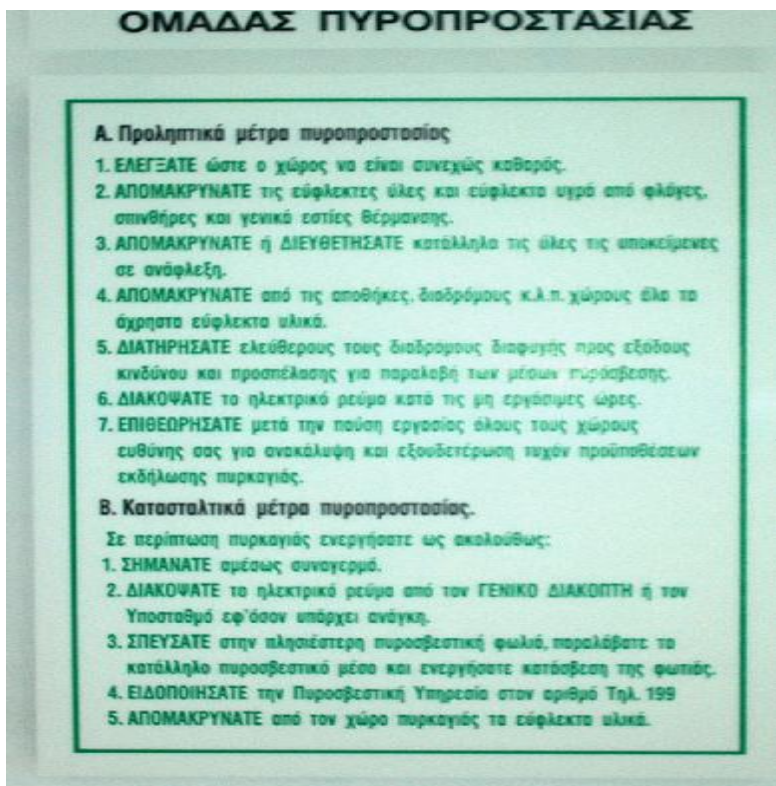 ΟΜΑΔΑΣ ΠΥΡΟΠΡΟΣΤΑΣΙΑΣ
Α. Προληπτικά μέτρα πυροπροστασίας
1. ΕΛΕΓΞΑΤΕ ώστε ο χώρος να είναι συνεχώς καθαρός.
2. ΑΠΟΜΑΚΡΥΝΑΤΕ τις εύφλεκτες ύλες και εύφλεκτα υγρά από φλόγες,
σπινθήρες και γενικά εστίες θέρμανσης.
3. ΑΠΟΜΑΚΡΥΝΑΤΕ ή ΔΙΕΥΘΕΤΗΣΑΤΕ κατάλληλα τις ύλες τις υποκείμενες
σε ανάφλεξη.
4. ΑΠΟΜΑΚΡΥΝΑΤΕ από τις αποθήκες, διαδρόμους κ.λ.π. χώρους όλα τα
άχρηστα εύφλεκτα υλικά.
5. ΔΙΑΤΗΡΗΣΑΤΕ ελεύθερους τους διαδρόμους διαφυγής προς εξόδους
κινδύνου και προσπέλασης για παραλαβή των μέσων πυρόσβεσης.
6. ΔΙΑΚΟΨΑΤΕ το ηλεκτρικό ρεύμα κατά τις μη εργάσιμες ώρες.
7. ΕΠΙΘΕΩΡΗΣΑΤΕ μετά την παύση εργασίας όλους τους χώρους
ευθύνης σας για ανακάλυψη και εξουδετέρωση τυχόν προϋποθέσεων
εκδήλωσης πυρκαγιάς.
Β. Κατασταλτικά μέτρα πυροπροστασίας.
Σε περίπτωση πυρκαγιάς ενεργήσατε ως ακολούθως:
1. ΣΗΜΑΝΑΤΕ αμέσως συναγερμό.
2. ΔΙΑΚΟΨΑΤΕ το ηλεκτρικό ρεύμα από τον ΓΕΝΙΚΟ ΔΙΑΚΟΠΤΗ ή τον
Υποσταθμό εφ'όσον υπάρχει ανάγκη.
3. ΣΠΕΥΣΑΤΕ στην πλησιέστερη πυροσβεστική φωλιά, παραλάβατε το
κατάλληλο πυροσβεστικό μέσο και ενεργήσατε κατάσβεση της φωτιάς.
4. ΕΙΔΟΠΟΙΗΣΑΤΕ την Πυροσβεστική Υπηρεσία στον αριθμό Τηλ. 199
5. ΑΠΟΜΑΚΡΥΝΑΤΕ από τον χώρο πυρκαγιάς τα εύφλεκτα υλικά.